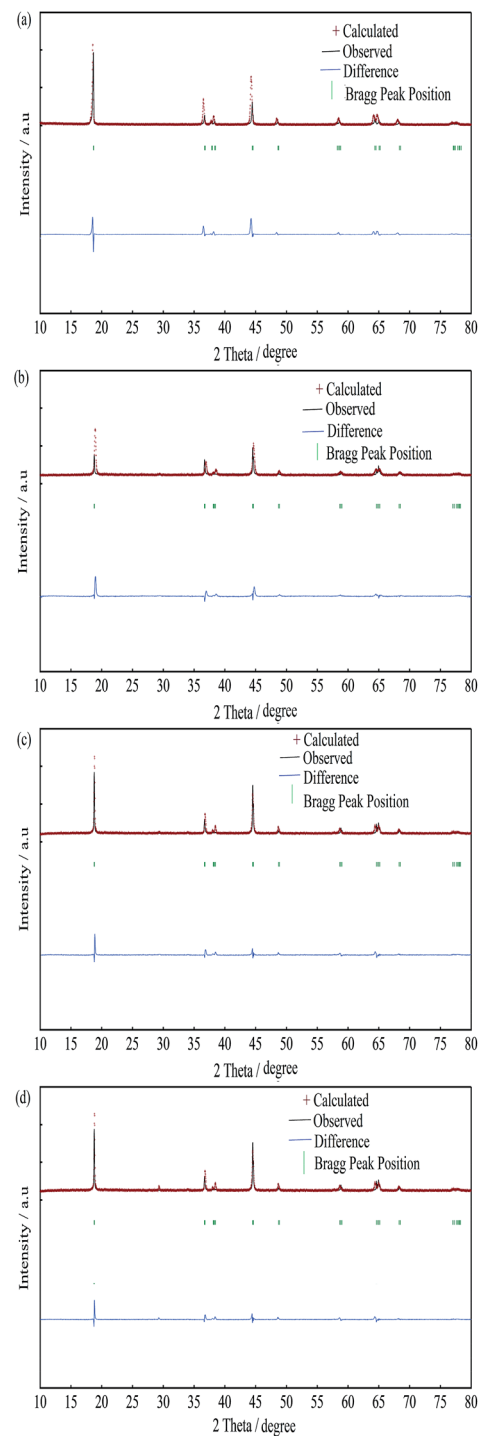 (a)
Calculated
Observed
Difference
Bragg Peak Position
Intensity / a.u
10 15 20 25 30 35 40 45 50 55 60 65 70 75 80
2 Theta / degree
(b)
Calculated
Observed
Difference
Bragg Peak Position
Intensity / a.u
10 15 20 25 30 35 40 45 50 55 60 65 70 75 80
2 Theta / degree
(c)
Calculated
Observed
Difference
Bragg Peak Position
Intensity / a.u
10 15 20 25 30 35 40 45 50 55 60 65 70 75 80
2 Theta / degree
(d)
Calculated
Observed
Difference
Bragg Peak Position
Intensity / a.u
10 15 20 25 30 35 40 45 50 55 60 65 70 75 80
2 Theta / degree